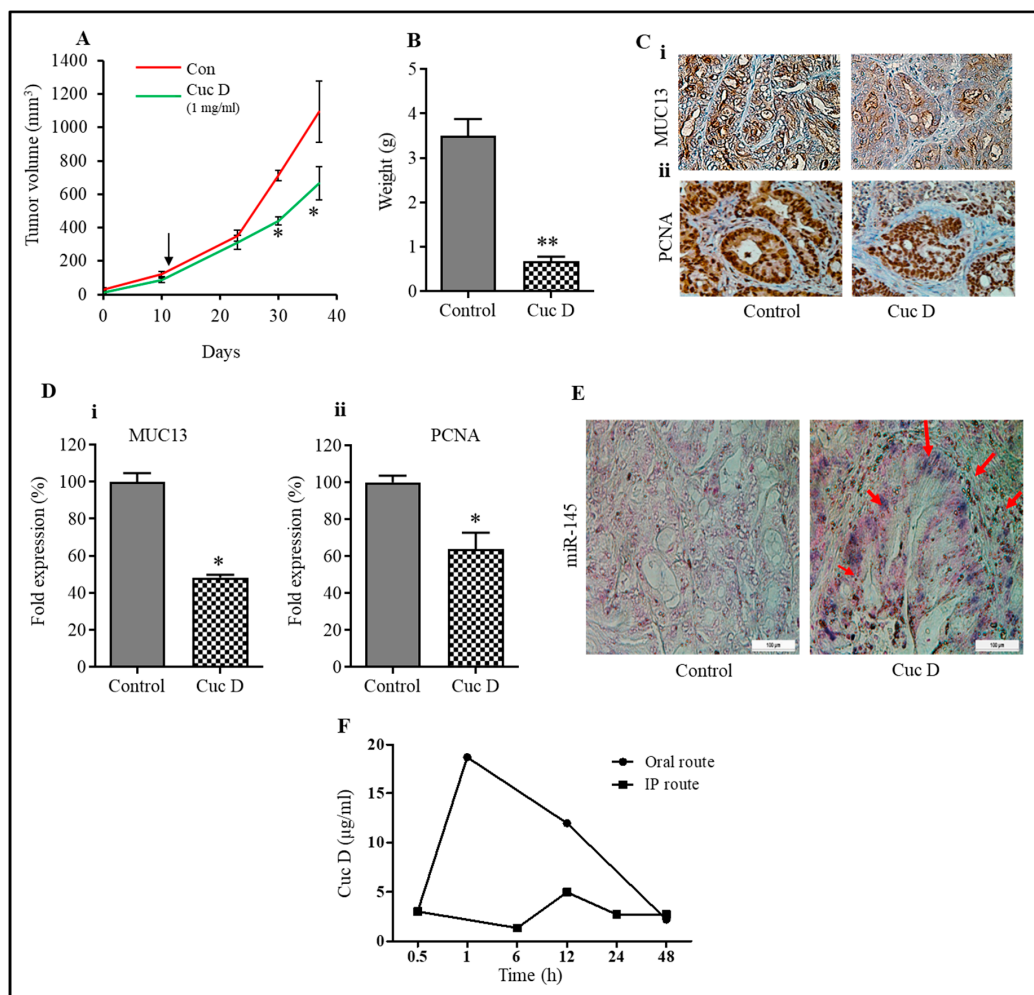 A
Con
Cuc D
(1 mg/ml)
Tumor volume (mm³)
1400
1200
1000
800
600
400
200
0
*
*
0 10 20 30 40
Days
B
Weight (g)
5
4
3
2
1
0
**
Control Cuc D
C
i
MUC13
ii
PCNA
Control Cuc D
D
i
MUC13
Fold expression (%)
120
100
80
60
40
20
0
*
Control Cuc D
ii
PCNA
Fold expression (%)
120
100
80
60
40
20
0
*
Control Cuc D
E
miR-145
100 µm
100 µm
Control Cuc D
F
Oral route
IP route
Cuc D (µg/ml)
20
15
10
5
0
0.5 1 6 12 24 48
Time (h)